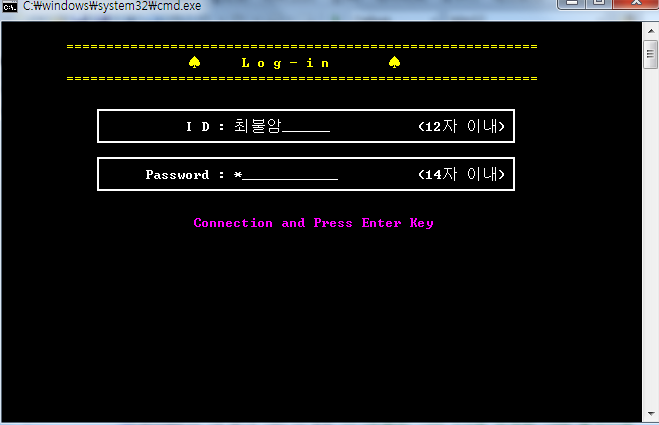 C:₩windows₩system32₩cmd.exe
===========================================================
♠ L o g - i n ♠
===========================================================
I D : 최불암______ (12자 이내)
Password : *____________ (14자 이내)
Connection and Press Enter Key